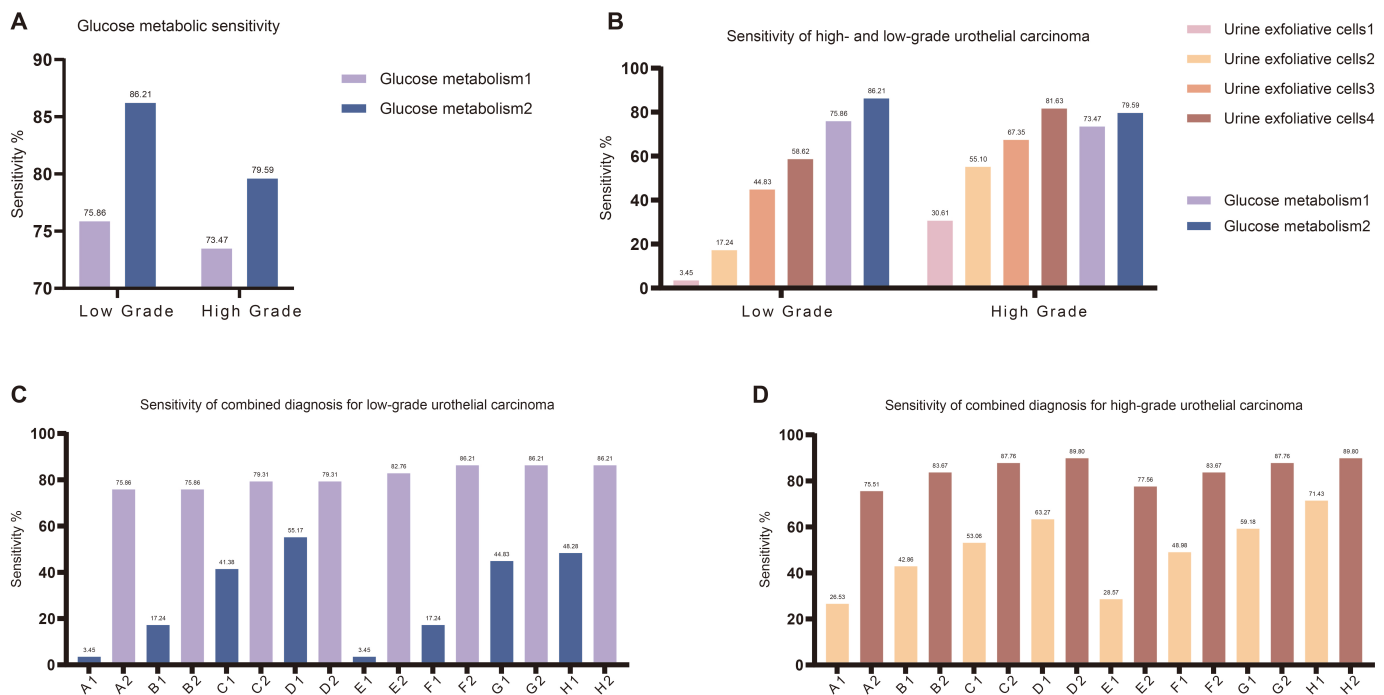 A
Glucose metabolic sensitivity
Sensitivity %
90
85
80
75
70
75.86
86.21
73.47
79.59
Low Grade
High Grade
Glucose metabolism1
Glucose metabolism2
B
Sensitivity of high- and low-grade urothelial carcinoma
Sensitivity %
100
80
60
40
20
0
3.45
17.24
44.83
58.62
75.86
86.21
30.61
55.10
67.35
81.63
73.47
79.59
Low Grade
High Grade
Urine exfoliative cells1
Urine exfoliative cells2
Urine exfoliative cells3
Urine exfoliative cells4
Glucose metabolism1
Glucose metabolism2
C
Sensitivity of combined diagnosis for low-grade urothelial carcinoma
Sensitivity %
100
80
60
40
20
0
3.45
75.86
17.24
75.86
41.38
79.31
55.17
79.31
3.45
82.76
17.24
86.21
44.83
86.21
48.28
86.21
A1
A2
B1
B2
C1
C2
D1
D2
E1
E2
F1
F2
G1
G2
H1
H2
D
Sensitivity of combined diagnosis for high-grade urothelial carcinoma
Sensitivity %
100
80
60
40
20
0
26.53
75.51
42.86
83.67
53.06
87.76
63.27
89.80
28.57
77.56
48.98
83.67
59.18
87.76
71.43
89.80
A1
A2
B1
B2
C1
C2
D1
D2
E1
E2
F1
F2
G1
G2
H1
H2